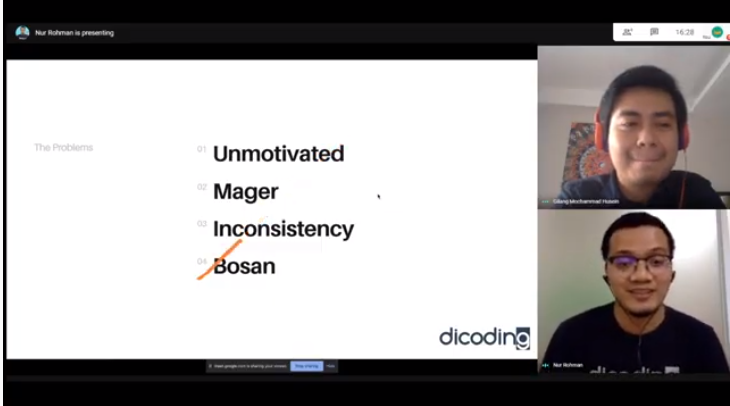 Nur Rohman is presenting
16:28
The Problems
01 Unmotivated
02 Mager
03 Inconsistency
04 Bosan
dicoding
meet.google.com is sharing your screen.
Stop sharing
Hide
Gilang Mochammad Husein
Nur Rohman
dicoding